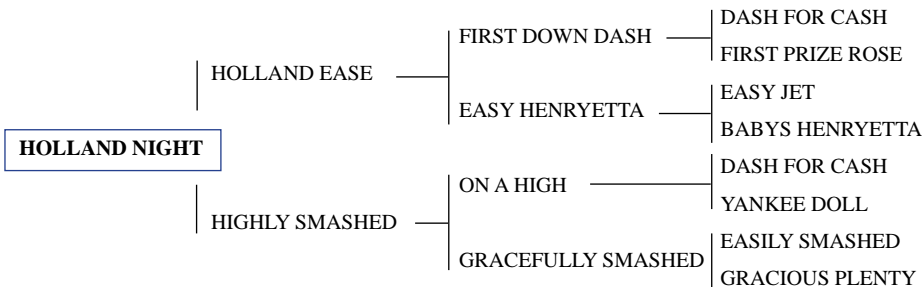 DASH FOR CASH
FIRST DOWN DASH
FIRST PRIZE ROSE
HOLLAND EASE
EASY JET
EASY HENRYETTA
BABYS HENRYETTA
HOLLAND NIGHT
DASH FOR CASH
ON A HIGH
YANKEE DOLL
HIGHLY SMASHED
EASILY SMASHED
GRACEFULLY SMASHED
GRACIOUS PLENTY